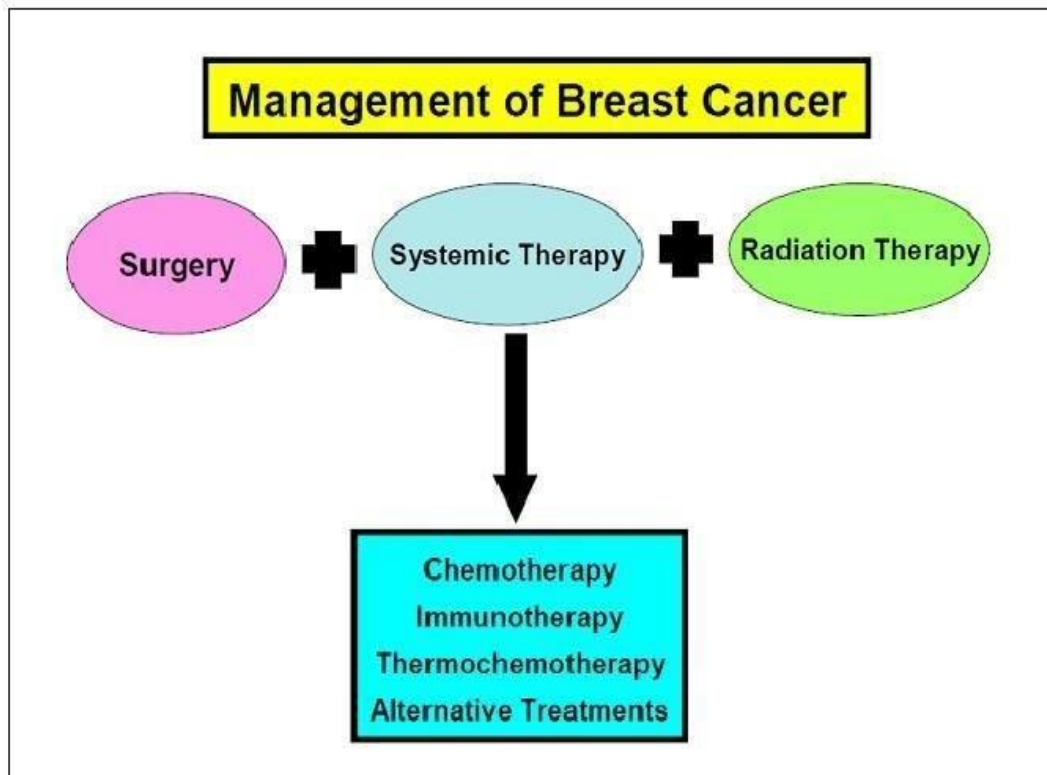 Management of Breast Cancer
Surgery
Systemic Therapy
Radiation Therapy
Chemotherapy
Immunotherapy
Thermochemotherapy
Alternative Treatments